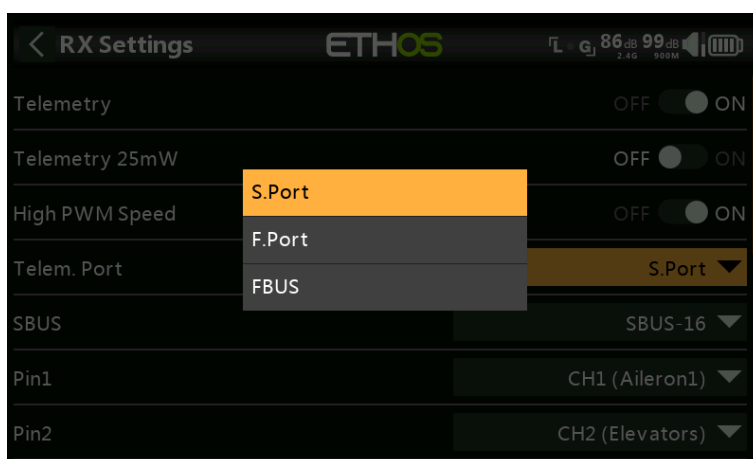 RX Settings ETHOS L G 86dB 2.4G 99dB 900M
Telemetry OFF ON
Telemetry 25mW OFF ON
High PWM Speed OFF ON
S.Port
F.Port
FBUS
Telem. Port S.Port
SBUS SBUS-16
Pin1 CH1 (Aileron1)
Pin2 CH2 (Elevators)